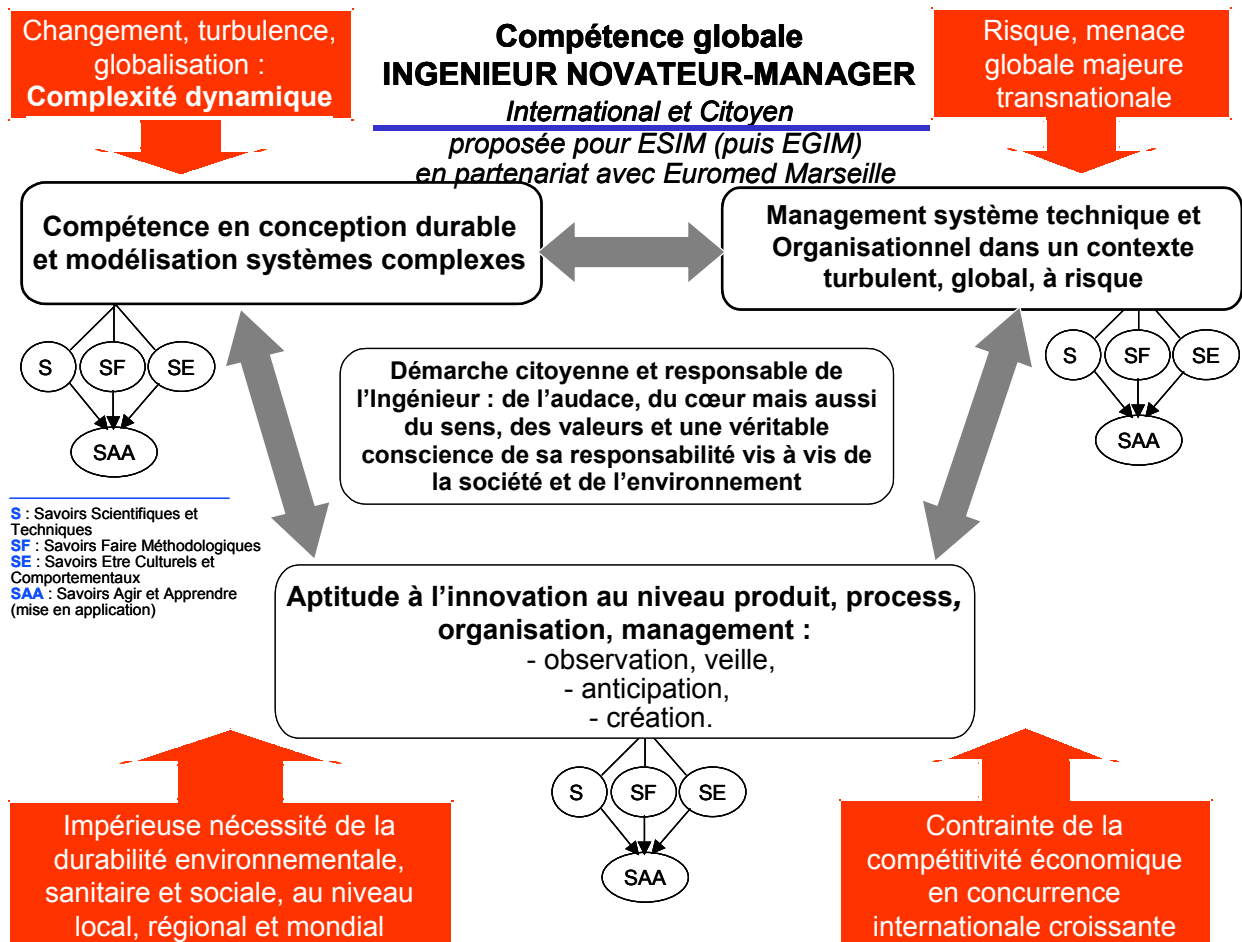 Changement, turbulence,
globalisation :
Complexité dynamique
Compétence globale
INGENIEUR NOVATEUR-MANAGER
International et Citoyen
proposée pour ESIM (puis EGIM)
en partenariat avec Euromed Marseille
Risque, menace
globale majeure
transnationale
Compétence en conception durable
et modélisation systèmes complexes
Management système technique et
Organisationnel dans un contexte
turbulent, global, à risque
S
SF
SE
SAA
S
SF
SE
SAA
Démarche citoyenne et responsable de
l’Ingénieur : de l’audace, du cœur mais aussi
du sens, des valeurs et une véritable
conscience de sa responsabilité vis à vis de
la société et de l’environnement
S : Savoirs Scientifiques et
Techniques
SF : Savoirs Faire Méthodologiques
SE : Savoirs Etre Culturels et
Comportementaux
SAA : Savoirs Agir et Apprendre
(mise en application)
Aptitude à l’innovation au niveau produit, process,
organisation, management :
- observation, veille,
- anticipation,
- création.
S
SF
SE
SAA
Impérieuse nécessité de la
durabilité environnementale,
sanitaire et sociale, au niveau
local, régional et mondial
Contrainte de la
compétitivité économique
en concurrence
internationale croissante